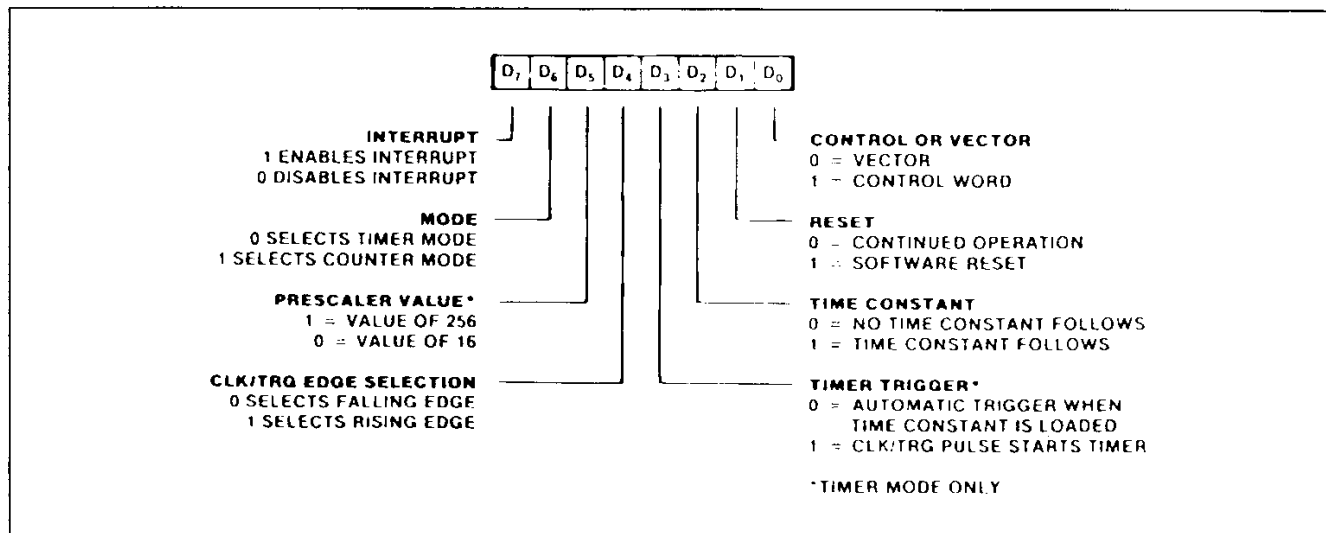 D7 D6 D5 D4 D3 D2 D1 D0
INTERRUPT
1 ENABLES INTERRUPT
0 DISABLES INTERRUPT
MODE
0 SELECTS TIMER MODE
1 SELECTS COUNTER MODE
PRESCALER VALUE*
1 = VALUE OF 256
0 = VALUE OF 16
CLK/TRG EDGE SELECTION
0 SELECTS FALLING EDGE
1 SELECTS RISING EDGE
CONTROL OR VECTOR
0 = VECTOR
1 = CONTROL WORD
RESET
0 = CONTINUED OPERATION
1 = SOFTWARE RESET
TIME CONSTANT
0 = NO TIME CONSTANT FOLLOWS
1 = TIME CONSTANT FOLLOWS
TIMER TRIGGER*
0 = AUTOMATIC TRIGGER WHEN
TIME CONSTANT IS LOADED
1 = CLK/TRG PULSE STARTS TIMER
*TIMER MODE ONLY